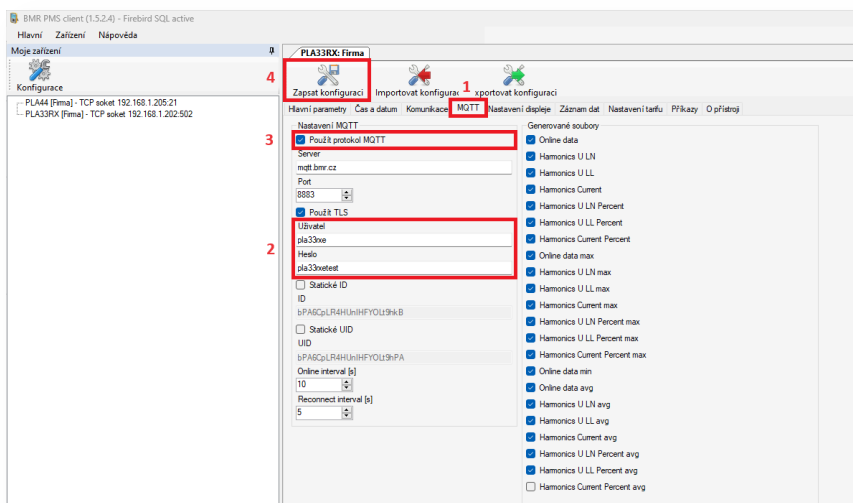 BMR PMS client (1.5.2.4) - Firebird SQL active
Hlavní Zařízení Nápověda
Moje zařízení
Konfigurace
PLA44 [Firma] - TCP soket 192.168.1.205:21
PLA33RX [Firma] - TCP soket 192.168.1.202:502
PLA33RX: Firma
4
Zapsat konfiguraci Importovat konfigurac xportovat konfiguraci
1
Hlavní parametry Čas a datum Komunikace MQTT Nastavení displeje Záznam dat Nastavení tarifu Příkazy O přístroji
Nastavení MQTT
3
Použít protokol MQTT
Server
mqtt.bmr.cz
Port
8883
Použít TLS
2
Uživatel
pla33rxe
Heslo
pla33rxetest
Statické ID
ID
bPA6CpLR4HUnIHFYOLt9hkB
Statické UID
UID
bPA6CpLR4HUnIHFYOLt9hPA
Online interval [s]
10
Reconnect interval [s]
5
Generované soubory
Online data
Harmonics U LN
Harmonics U LL
Harmonics Current
Harmonics U LN Percent
Harmonics U LL Percent
Harmonics Current Percent
Online data max
Harmonics U LN max
Harmonics U LL max
Harmonics Current max
Harmonics U LN Percent max
Harmonics U LL Percent max
Harmonics Current Percent max
Online data min
Online data avg
Harmonics U LN avg
Harmonics U LL avg
Harmonics Current avg
Harmonics U LN Percent avg
Harmonics U LL Percent avg
Harmonics Current Percent avg